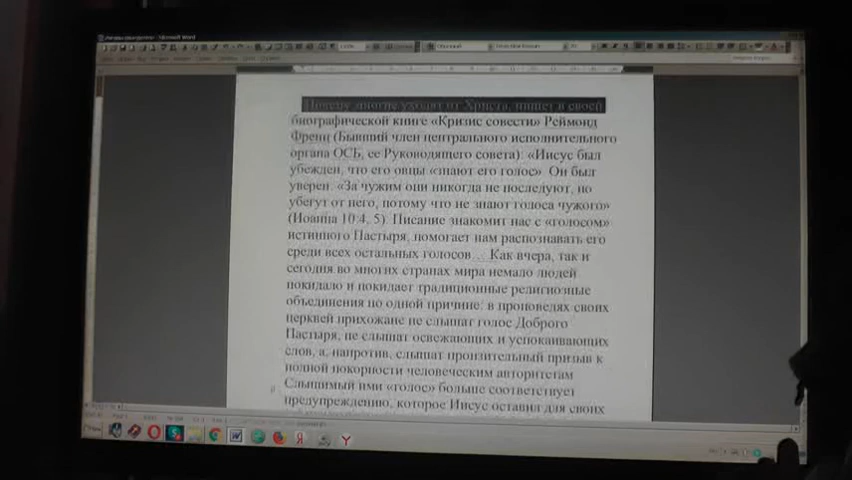 Microsoft Word
Почему многие уходят от Христа, пишет в своей
биографической книге «Кризис совести» Реймонд
Френц (Бывший член центрального исполнительного
органа ОСБ, ее Руководящего совета): «Иисус был
убежден, что его овцы «знают его голос». Он был
уверен: «За чужим они никогда не последуют, но
убегут от него, потому что не знают голоса чужого»
(Иоанна 10:4, 5). Писание знакомит нас с «голосом»
истинного Пастыря, помогает нам распознавать его
среди всех остальных голосов… Как вчера, так и
сегодня во многих странах мира немало людей
покидало и покидает традиционные религиозные
объединения по одной причине: в проповедях своих
церквей прихожане не слышат голос Доброго
Пастыря, не слышат освежающих и успокаивающих
слов, а, напротив, слышат пронзительный призыв к
полной покорности человеческим авторитетам
Слышимый ими «голос» больше соответствует
предупреждению, которое Иисус оставил для своих